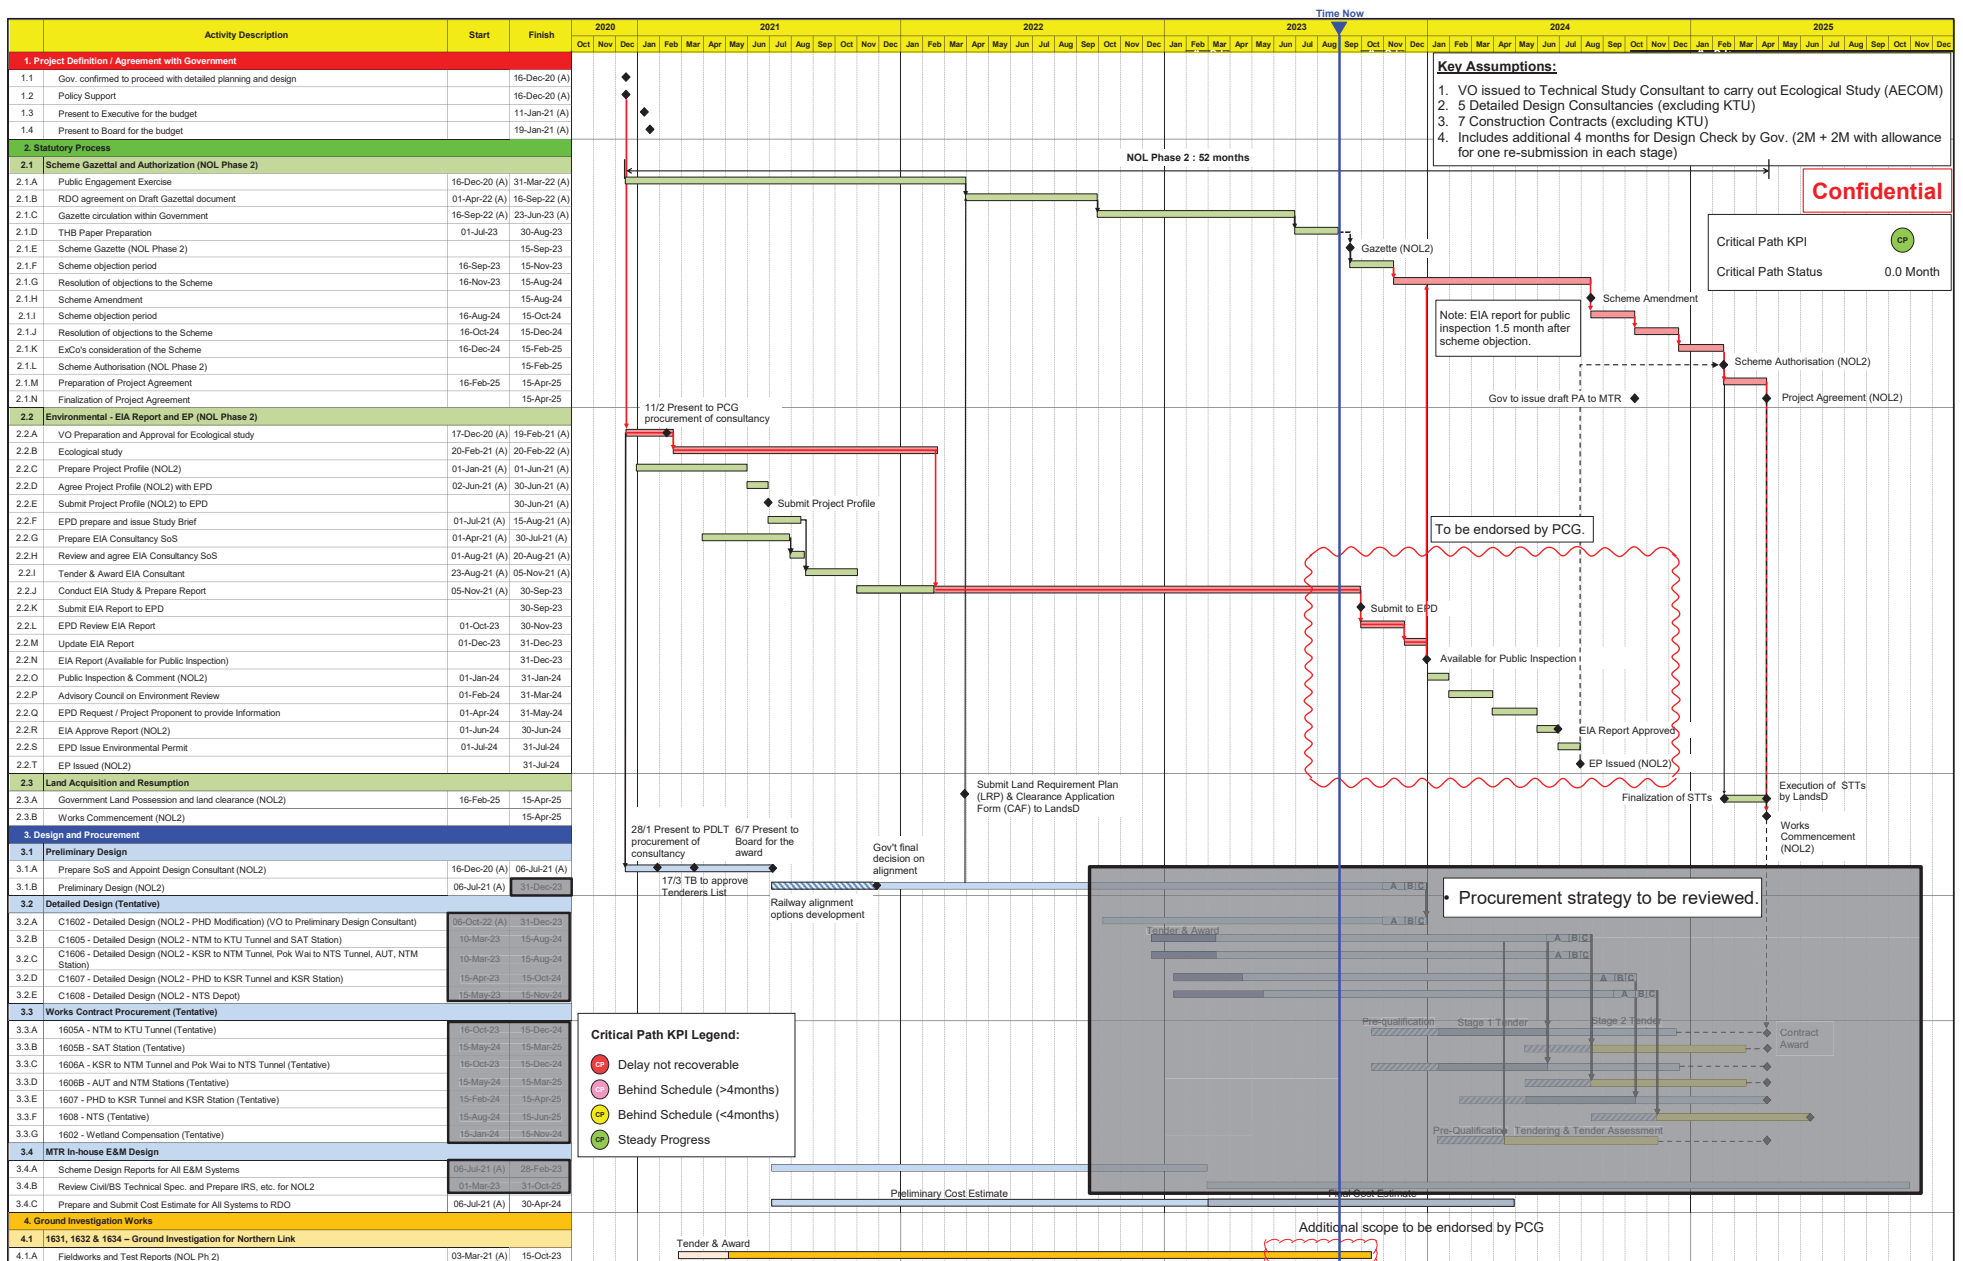 Time Now
Activity Description Start Finish 2020 2021 2022 2023 2024 2025
Oct Nov Dec Jan Feb Mar Apr May Jun Jul Aug Sep Oct Nov Dec Jan Feb Mar Apr May Jun Jul Aug Sep Oct Nov Dec Jan Feb Mar Apr May Jun Jul Aug Sep Oct Nov Dec Jan Feb Mar Apr May Jun Jul Aug Sep Oct Nov Dec Jan Feb Mar Apr May Jun Jul Aug Sep Oct Nov Dec
1. Project Definition / Agreement with Government
1.1 Gov. confirmed to proceed with detailed planning and design 16-Dec-20 (A)
1.2 Policy Support 16-Dec-20 (A)
1.3 Present to Executive for the budget 11-Jan-21 (A)
1.4 Present to Board for the budget 19-Jan-21 (A)
2. Statutory Process
2.1 Scheme Gazettal and Authorization (NOL Phase 2)
2.1.A Public Engagement Exercise 16-Dec-20 (A) 31-Mar-22 (A)
2.1.B RDO agreement on Draft Gazettal document 01-Apr-22 (A) 16-Sep-22 (A)
2.1.C Gazette circulation within Government 16-Sep-22 (A) 23-Jun-23 (A)
2.1.D THB Paper Preparation 01-Jul-23 30-Aug-23
2.1.E Scheme Gazette (NOL Phase 2) 15-Sep-23
2.1.F Scheme objection period 16-Sep-23 15-Nov-23
2.1.G Resolution of objections to the Scheme 16-Nov-23 15-Aug-24
2.1.H Scheme Amendment 15-Aug-24
2.1.I Scheme objection period 16-Aug-24 15-Oct-24
2.1.J Resolution of objections to the Scheme 16-Oct-24 15-Dec-24
2.1.K ExCo's consideration of the Scheme 16-Dec-24 15-Feb-25
2.1.L Scheme Authorisation (NOL Phase 2) 15-Feb-25
2.1.M Preparation of Project Agreement 16-Feb-25 15-Apr-25
2.1.N Finalization of Project Agreement 15-Apr-25
2.2 Environmental - EIA Report and EP (NOL Phase 2)
2.2.A VO Preparation and Approval for Ecological study 17-Dec-20 (A) 19-Feb-21 (A)
2.2.B Ecological study 20-Feb-21 (A) 20-Feb-22 (A)
2.2.C Prepare Project Profile (NOL2) 01-Jan-21 (A) 01-Jun-21 (A)
2.2.D Agree Project Profile (NOL2) with EPD 02-Jun-21 (A) 30-Jun-21 (A)
2.2.E Submit Project Profile (NOL2) to EPD 30-Jun-21 (A)
2.2.F EPD prepare and issue Study Brief 01-Jul-21 (A) 15-Aug-21 (A)
2.2.G Prepare EIA Consultancy SoS 01-Apr-21 (A) 30-Jul-21 (A)
2.2.H Review and agree EIA Consultancy SoS 01-Aug-21 (A) 20-Aug-21 (A)
2.2.I Tender & Award EIA Consultant 23-Aug-21 (A) 05-Nov-21 (A)
2.2.J Conduct EIA Study & Prepare Report 05-Nov-21 (A) 30-Sep-23
2.2.K Submit EIA Report to EPD 30-Sep-23
2.2.L EPD Review EIA Report 01-Oct-23 30-Nov-23
2.2.M Update EIA Report 01-Dec-23 31-Dec-23
2.2.N EIA Report (Available for Public Inspection) 31-Dec-23
2.2.O Public Inspection & Comment (NOL2) 01-Jan-24 31-Jan-24
2.2.P Advisory Council on Environment Review 01-Feb-24 31-Mar-24
2.2.Q EPD Request / Project Proponent to provide Information 01-Apr-24 31-May-24
2.2.R EIA Approve Report (NOL2) 01-Jun-24 30-Jun-24
2.2.S EPD Issue Environmental Permit 01-Jul-24 31-Jul-24
2.2.T EP Issued (NOL2) 31-Jul-24
2.3 Land Acquisition and Resumption
2.3.A Government Land Possession and land clearance (NOL2) 16-Feb-25 15-Apr-25
2.3.B Works Commencement (NOL2) 15-Apr-25
3. Design and Procurement
3.1 Preliminary Design
3.1.A Prepare SoS and Appoint Design Consultant (NOL2) 16-Dec-20 (A) 06-Jul-21 (A)
3.1.B Preliminary Design (NOL2) 06-Jul-21 (A) 31-Dec-23
3.2 Detailed Design (Tentative)
3.2.A C1602 - Detailed Design (NOL2 - PHD Modification) (VO to Preliminary Design Consultant) 06-Oct-22 (A) 31-Dec-23
3.2.B C1605 - Detailed Design (NOL2 - NTM to KTU Tunnel and SAT Station) 10-Mar-23 15-Aug-24
3.2.C C1606 - Detailed Design (NOL2 - KSR to NTM Tunnel, Pok Wai to NTS Tunnel, AUT, NTM Station) 10-Mar-23 15-Aug-24
3.2.D C1607 - Detailed Design (NOL2 - PHD to KSR Tunnel and KSR Station) 15-Apr-23 15-Oct-24
3.2.E C1608 - Detailed Design (NOL2 - NTS Depot) 15-May-23 15-Nov-24
3.3 Works Contract Procurement (Tentative)
3.3.A 1605A - NTM to KTU Tunnel (Tentative) 16-Oct-23 15-Dec-24
3.3.B 1605B - SAT Station (Tentative) 15-May-24 15-Mar-25
3.3.C 1606A - KSR to NTM Tunnel and Pok Wai to NTS Tunnel (Tentative) 16-Oct-23 15-Dec-24
3.3.D 1606B - AUT and NTM Stations (Tentative) 15-May-24 15-Mar-25
3.3.E 1607 - PHD to KSR Tunnel and KSR Station (Tentative) 15-Feb-24 15-Apr-25
3.3.F 1608 - NTS (Tentative) 15-Aug-24 15-Jun-25
3.3.G 1602 - Wetland Compensation (Tentative) 15-Jan-24 15-Nov-24
3.4 MTR In-house E&M Design
3.4.A Scheme Design Reports for All E&M Systems 06-Jul-21 (A) 28-Feb-23
3.4.B Review Civil/BS Technical Spec. and Prepare IRS, etc. for NOL2 01-Mar-23 31-Oct-25
3.4.C Prepare and Submit Cost Estimate for All Systems to RDO 06-Jul-21 (A) 30-Apr-24
4. Ground Investigation Works
4.1 1631, 1632 & 1634 – Ground Investigation for Northern Link
4.1.A Fieldworks and Test Reports (NOL Ph 2) 03-Mar-21 (A) 15-Oct-23
Key Assumptions:
1. VO issued to Technical Study Consultant to carry out Ecological Study (AECOM)
2. 5 Detailed Design Consultancies (excluding KTU)
3. 7 Construction Contracts (excluding KTU)
4. Includes additional 4 months for Design Check by Gov. (2M + 2M with allowance
for one re-submission in each stage)
NOL Phase 2 : 52 months
Confidential
Critical Path KPI CP
Critical Path Status 0.0 Month
Gazette (NOL2)
Scheme Amendment
Note: EIA report for public
inspection 1.5 month after
scheme objection.
Scheme Authorisation (NOL2)
Gov to issue draft PA to MTR
Project Agreement (NOL2)
11/2 Present to PCG
procurement of consultancy
Submit Project Profile
To be endorsed by PCG.
Submit to EPD
Available for Public Inspection
EIA Report Approved
EP Issued (NOL2)
Submit Land Requirement Plan
(LRP) & Clearance Application
Form (CAF) to LandsD
Finalization of STTs
Execution of STTs
by LandsD
Works
Commencement
(NOL2)
28/1 Present to PDLT
procurement of
consultancy
6/7 Present to
Board for the
award
Gov't final
decision on
alignment
17/3 TB to approve
Tenderers List
Railway alignment
options development
A B C
• Procurement strategy to be reviewed.
A B C
Tender & Award
A B C
A B C
A B C
A B C
Pre-qualification Stage 1 Tender Stage 2 Tender
Contract
Award
Pre-Qualification Tendering & Tender Assessment
Critical Path KPI Legend:
CP Delay not recoverable
CP Behind Schedule (>4months)
CP Behind Schedule (<4months)
CP Steady Progress
Preliminary Cost Estimate Final Cost Estimate
Additional scope to be endorsed by PCG
Tender & Award